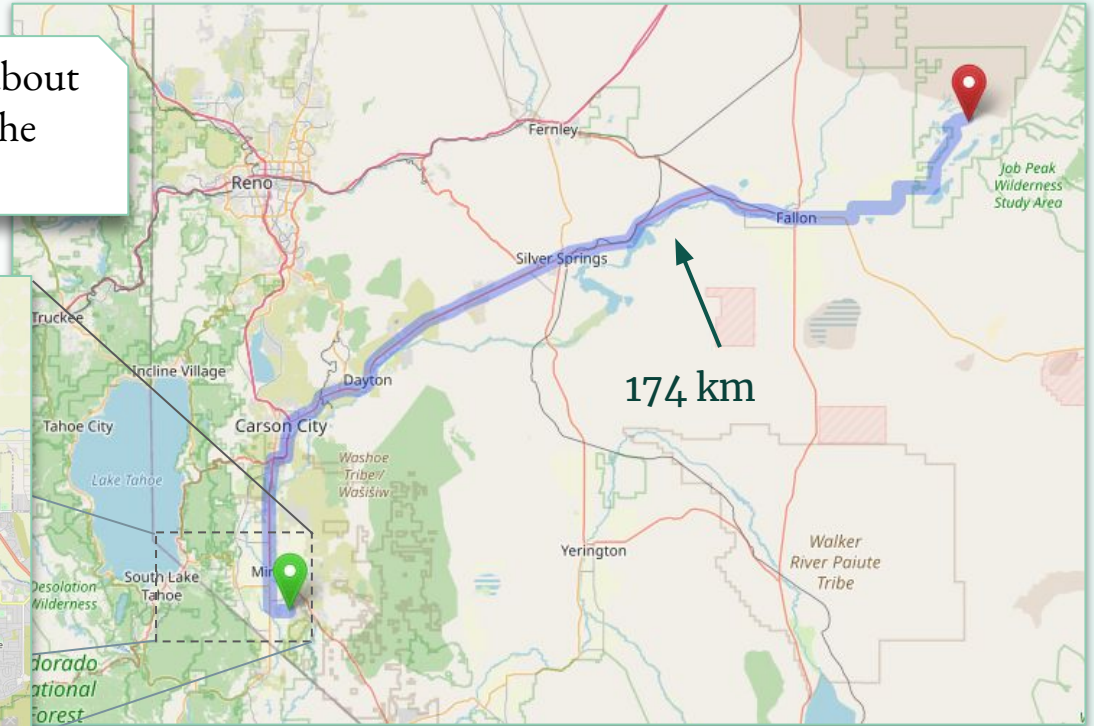 about
he
Fernley
Reno
Job Peak
Wilderness
Study Area
Fallon
Silver Springs
Truckee
Incline Village
Dayton
174 km
Tahoe City
Carson City
Lake Tahoe
Washoe
Tribe /
Wašišiw
Yerington
Walker
River Paiute
Tribe
Min
South Lake
Tahoe
Desolation
Wilderness
dorado
ational
Forest